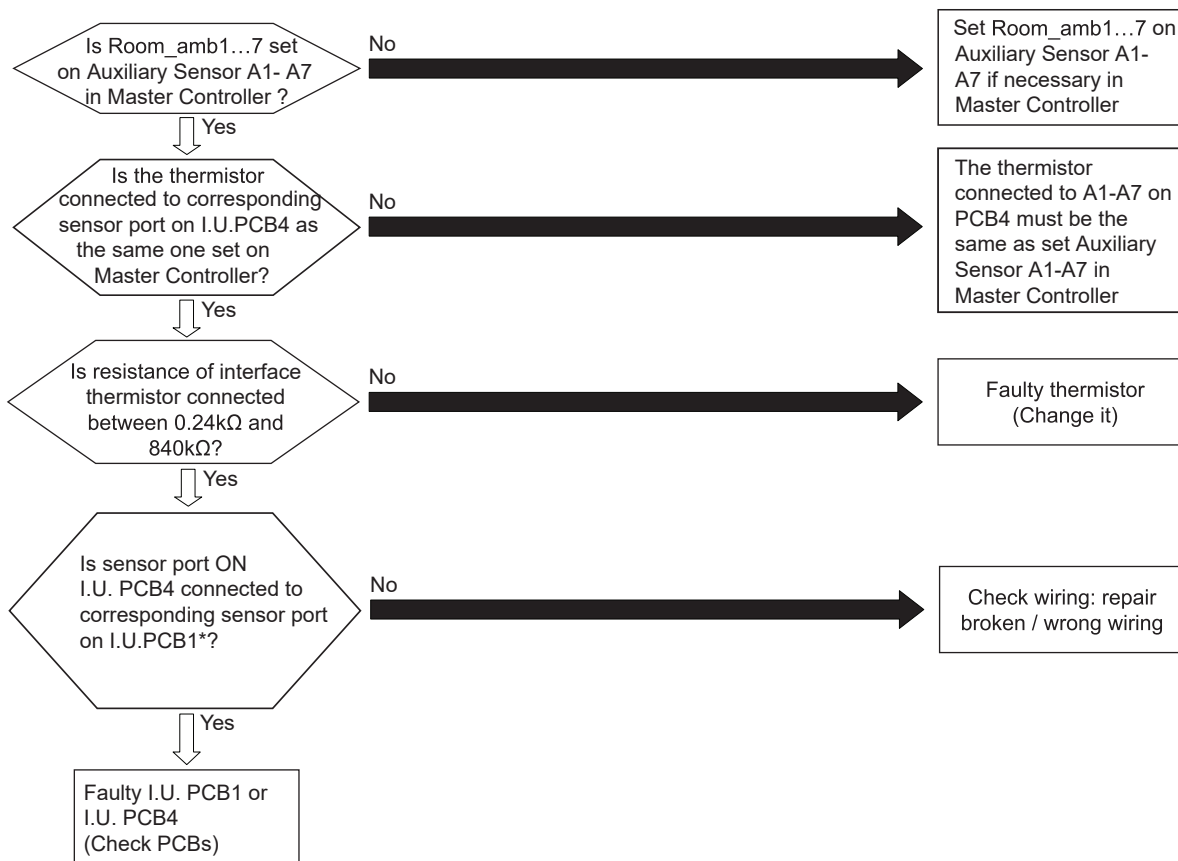 Is Room_amb1…7 set
on Auxiliary Sensor A1- A7
in Master Controller ?
No
Set Room_amb1…7 on
Auxiliary Sensor A1-
A7 if necessary in
Master Controller
Yes
Is the thermistor
connected to corresponding
sensor port on I.U.PCB4 as
the same one set on
Master Controller?
No
The thermistor
connected to A1-A7 on
PCB4 must be the
same as set Auxiliary
Sensor A1-A7 in
Master Controller
Yes
Is resistance of interface
thermistor connected
between 0.24kΩ and
840kΩ?
No
Faulty thermistor
(Change it)
Yes
Is sensor port ON
I.U. PCB4 connected to
corresponding sensor port
on I.U.PCB1*?
No
Check wiring: repair
broken / wrong wiring
Yes
Faulty I.U. PCB1 or
I.U. PCB4
(Check PCBs)